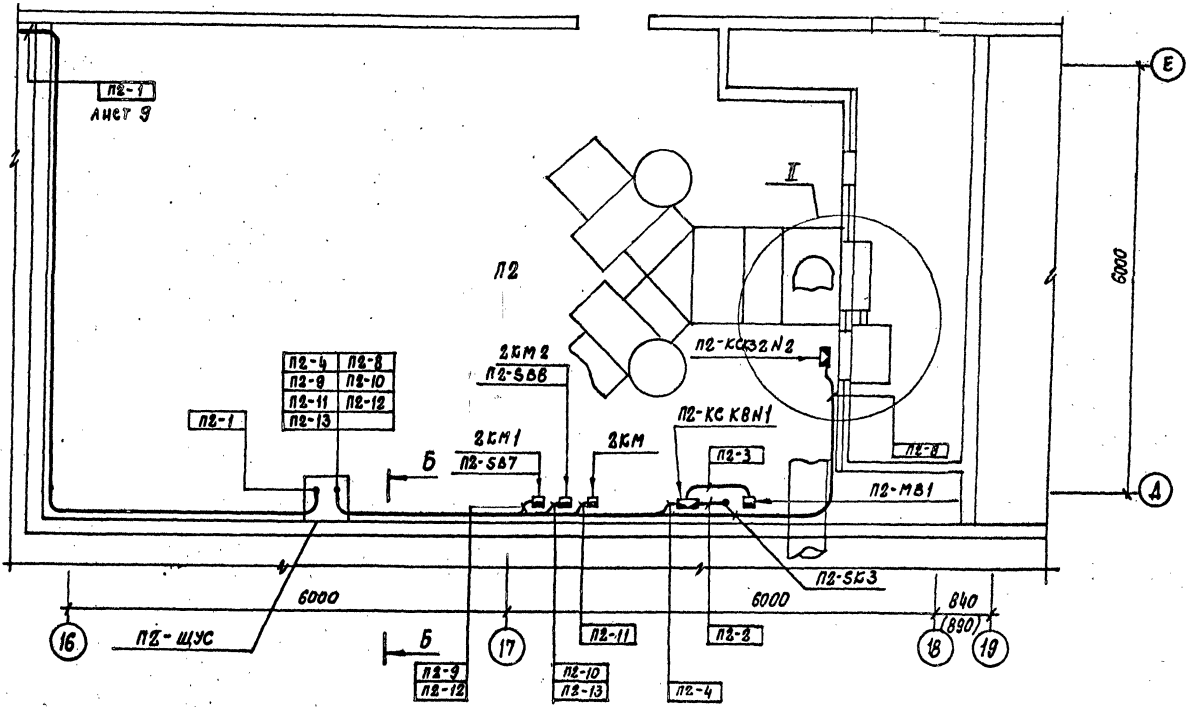 Е
П2-1
ЛИСТ 9
II
П2
6000
П2-КСК32N2
2КМ2
П2-SB8
П2-4 П2-8
П2-9 П2-10
П2-11 П2-12
П2-13
П2-1
2КМ1
П2-SB7
2КМ
П2-КСКВN1
П2-3
П2-8
Б
П2-МВ1
Д
П2-SK3
6000
6000
840
(890)
16
П2-ЩУС
Б
17
П2-11
П2-2
18
19
П2-9
П2-12
П2-10
П2-13
П2-4